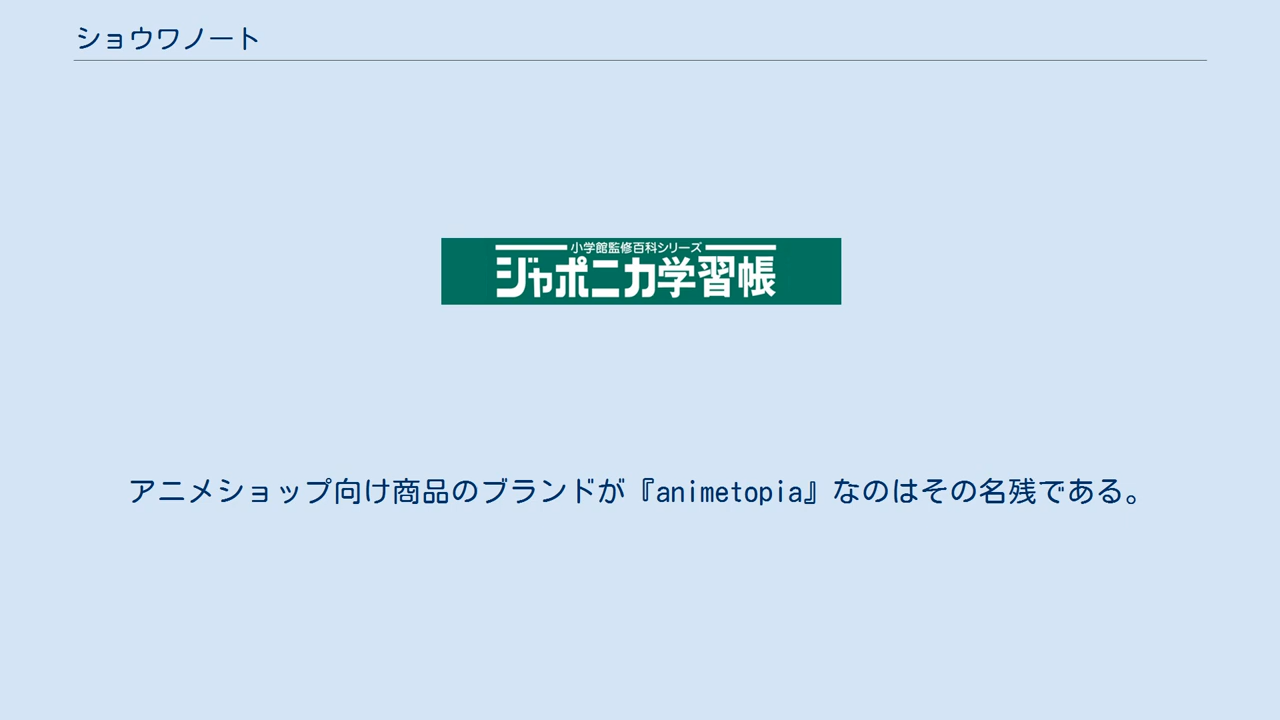 ショウワノート
小学館監修百科シリーズ
ジャポニカ学習帳
アニメショップ向け商品のブランドが『animetopia』なのはその名残である。